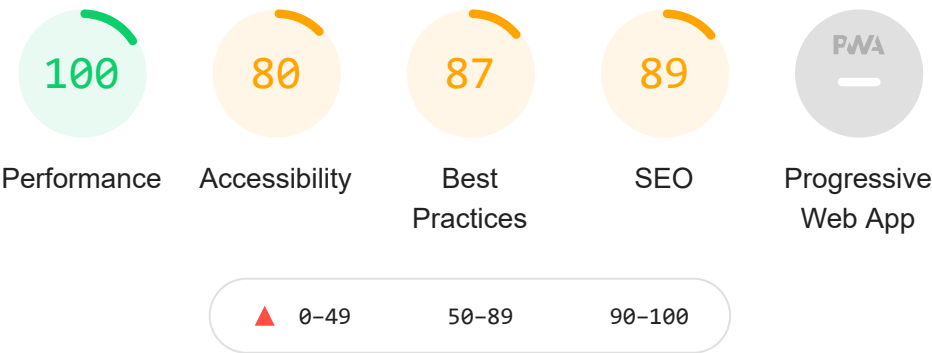 100 80 87 89 PWA
Performance Accessibility Best Practices SEO Progressive Web App
0–49 50–89 90–100